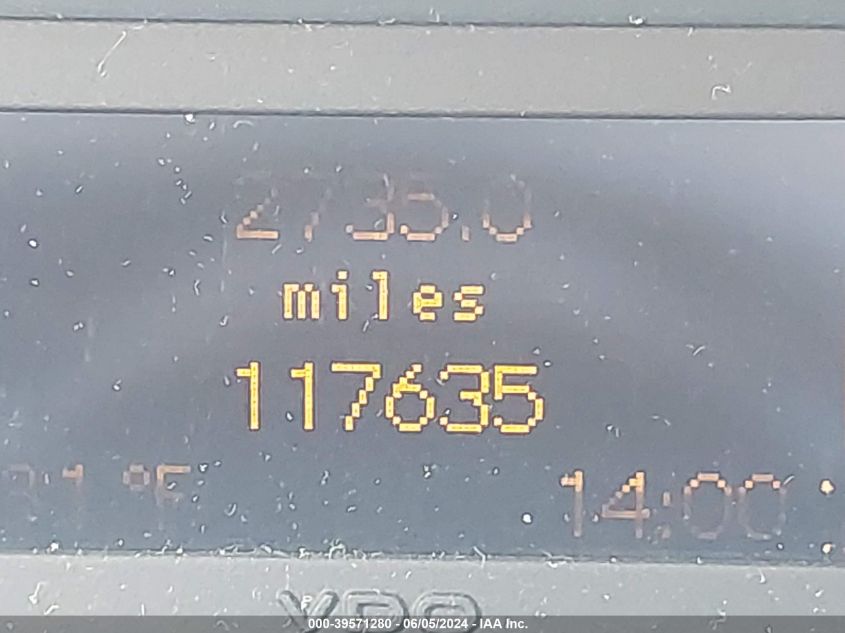 2735.0
miles
117635
°F 14:00
000-39571280 - 06/05/2024 - IAA Inc.